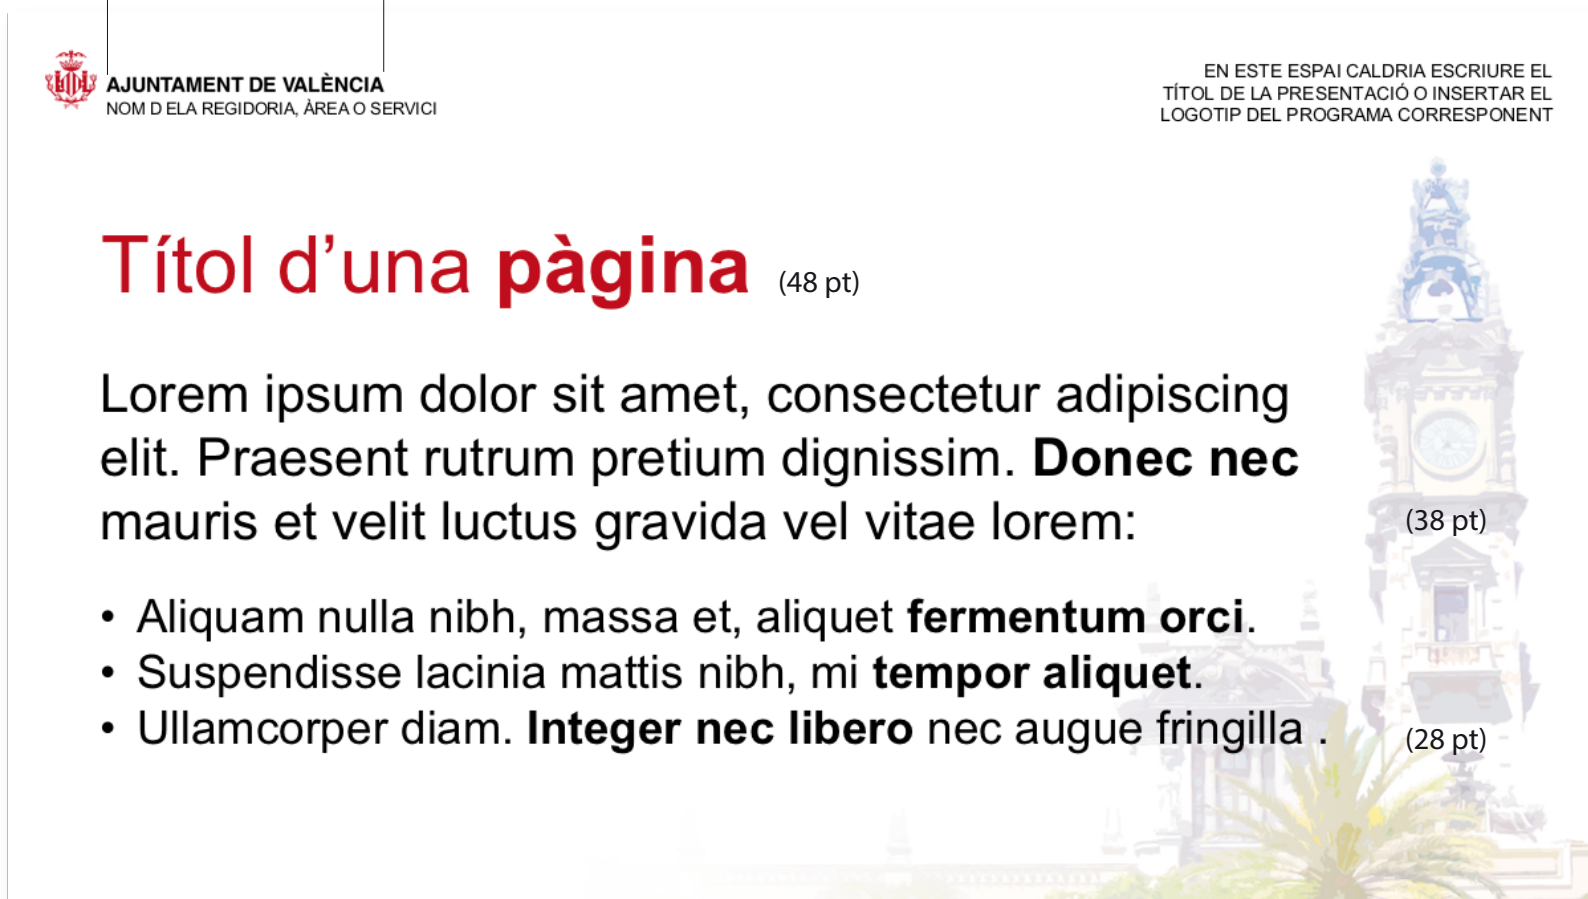 AJUNTAMENT DE VALÈNCIA
NOM D ELA REGIDORIA, ÀREA O SERVICI
EN ESTE ESPAI CALDRIA ESCRIURE EL
TÍTOL DE LA PRESENTACIÓ O INSERTAR EL
LOGOTIP DEL PROGRAMA CORRESPONENT
Títol d’una pàgina (48 pt)
Lorem ipsum dolor sit amet, consectetur adipiscing
elit. Praesent rutrum pretium dignissim. Donec nec
mauris et velit luctus gravida vel vitae lorem:
(38 pt)
• Aliquam nulla nibh, massa et, aliquet fermentum orci.
• Suspendisse lacinia mattis nibh, mi tempor aliquet.
• Ullamcorper diam. Integer nec libero nec augue fringilla .
(28 pt)